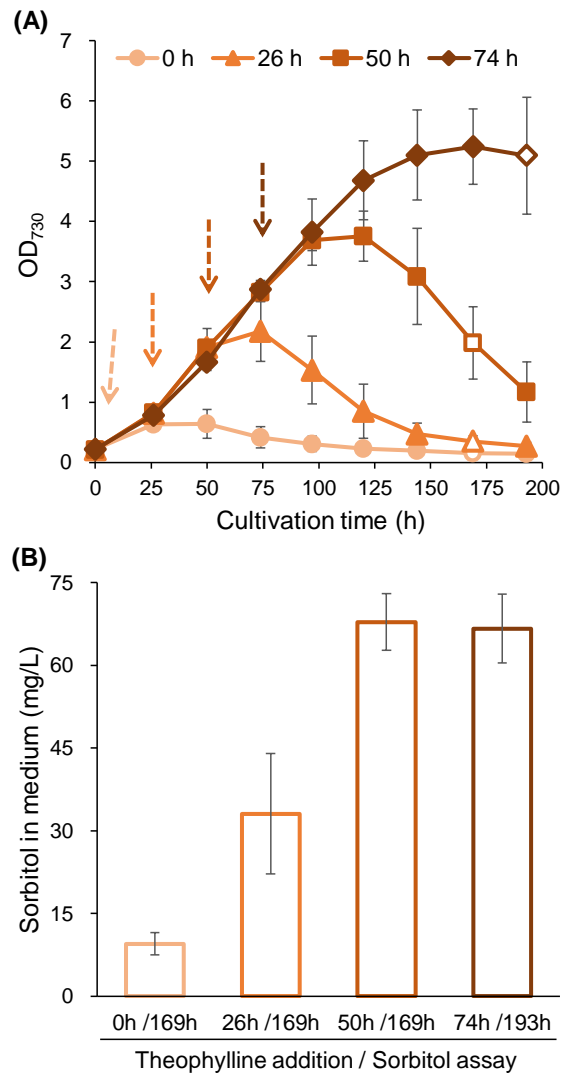 (A)
0 h 26 h 50 h 74 h
7
6
5
4
3
2
1
0
OD730
0 25 50 75 100 125 150 175 200
Cultivation time (h)
(B)
75
60
45
30
15
0
Sorbitol in medium (mg/L)
0h /169h 26h /169h 50h /169h 74h /193h
Theophylline addition / Sorbitol assay